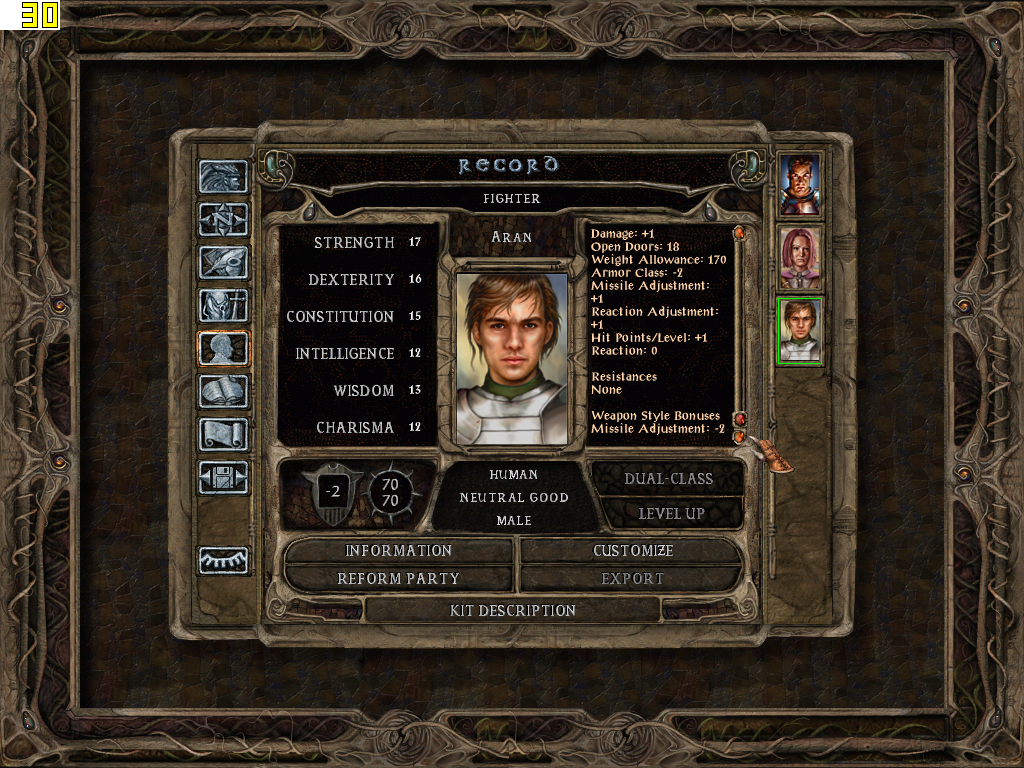 30
RECORD
FIGHTER
STRENGTH 17
DEXTERITY 16
CONSTITUTION 15
INTELLIGENCE 12
WISDOM 13
CHARISMA 12
ARAN
Damage: +1
Open Doors: 18
Weight Allowance: 170
Armor Class: -2
Missile Adjustment:
+1
Reaction Adjustment:
+1
Hit Points/Level: +1
Reaction: 0
Resistances
None
Weapon Style Bonuses
Missile Adjustment: -2
-2
70
70
HUMAN
NEUTRAL GOOD
MALE
DUAL-CLASS
LEVEL UP
INFORMATION
CUSTOMIZE
REFORM PARTY
EXPORT
KIT DESCRIPTION